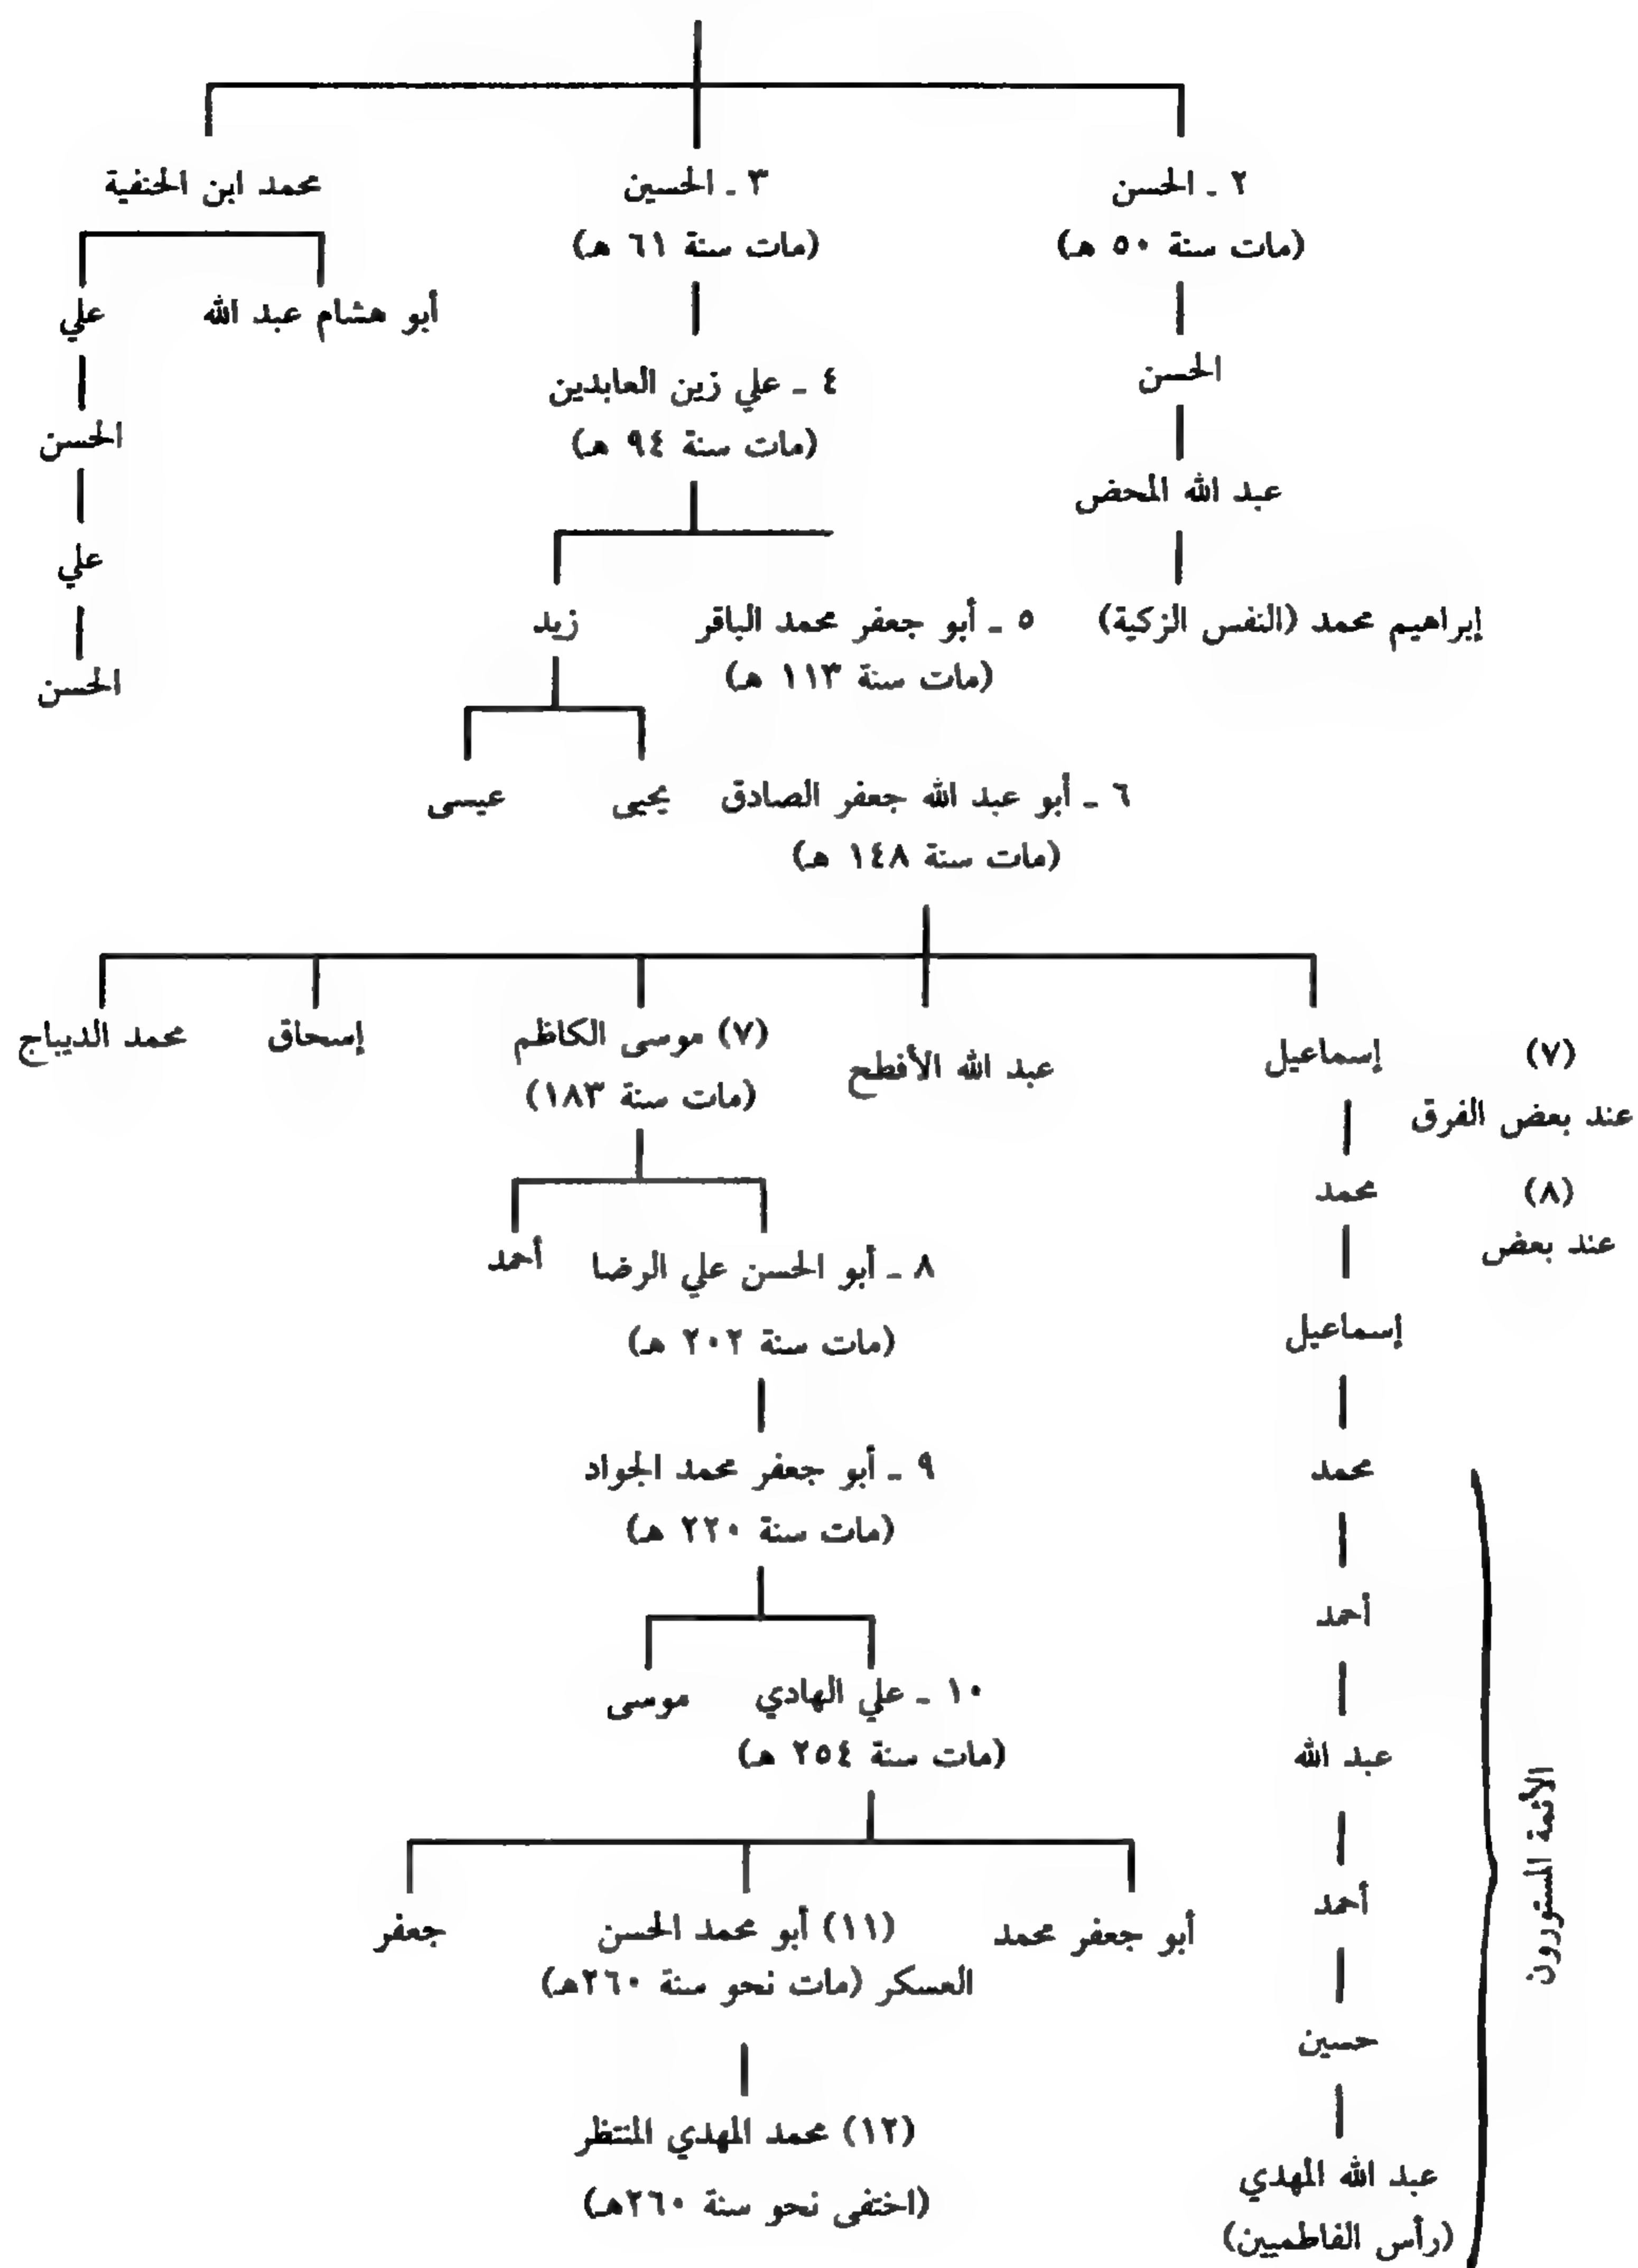 ٢ ـ الحسن
(مات سنة ٥٠ هـ)
٣ ـ الحسين
(مات سنة ٦١ هـ)
محمد ابن الحنفية
أبو هشام عبد الله
علي
الحسن
علي
الحسن
الحسن
عبد الله المحض
إبراهيم محمد (النفس الزكية)
٤ ـ علي زين العابدين
(مات سنة ٩٤ هـ)
٥ ـ أبو جعفر محمد الباقر
(مات سنة ١١٣ هـ)
زيد
يحيى
عيسى
٦ ـ أبو عبد الله جعفر الصادق
(مات سنة ١٤٨ هـ)
(٧)
عند بعض الفرق
إسماعيل
عبد الله الأفطح
(٧) موسى الكاظم
(مات سنة ١٨٣)
إسحاق
محمد الديباج
(٨)
عند بعض
محمد
إسماعيل
محمد
أحمد
عبد الله
أحمد
حسين
عبد الله المهدي
(رأس الفاطميين)
الأئمة المستورون
٨ ـ أبو الحسن علي الرضا
(مات سنة ٢٠٢ هـ)
أحمد
٩ ـ أبو جعفر محمد الجواد
(مات سنة ٢٢٠ هـ)
١٠ ـ علي الهادي
(مات سنة ٢٥٤ هـ)
موسى
أبو جعفر محمد
(١١) أبو محمد الحسن
العسكر (مات نحو سنة ٢٦٠هـ)
جعفر
(١٢) محمد المهدي المنتظر
(اختفى نحو سنة ٢٦٠هـ)